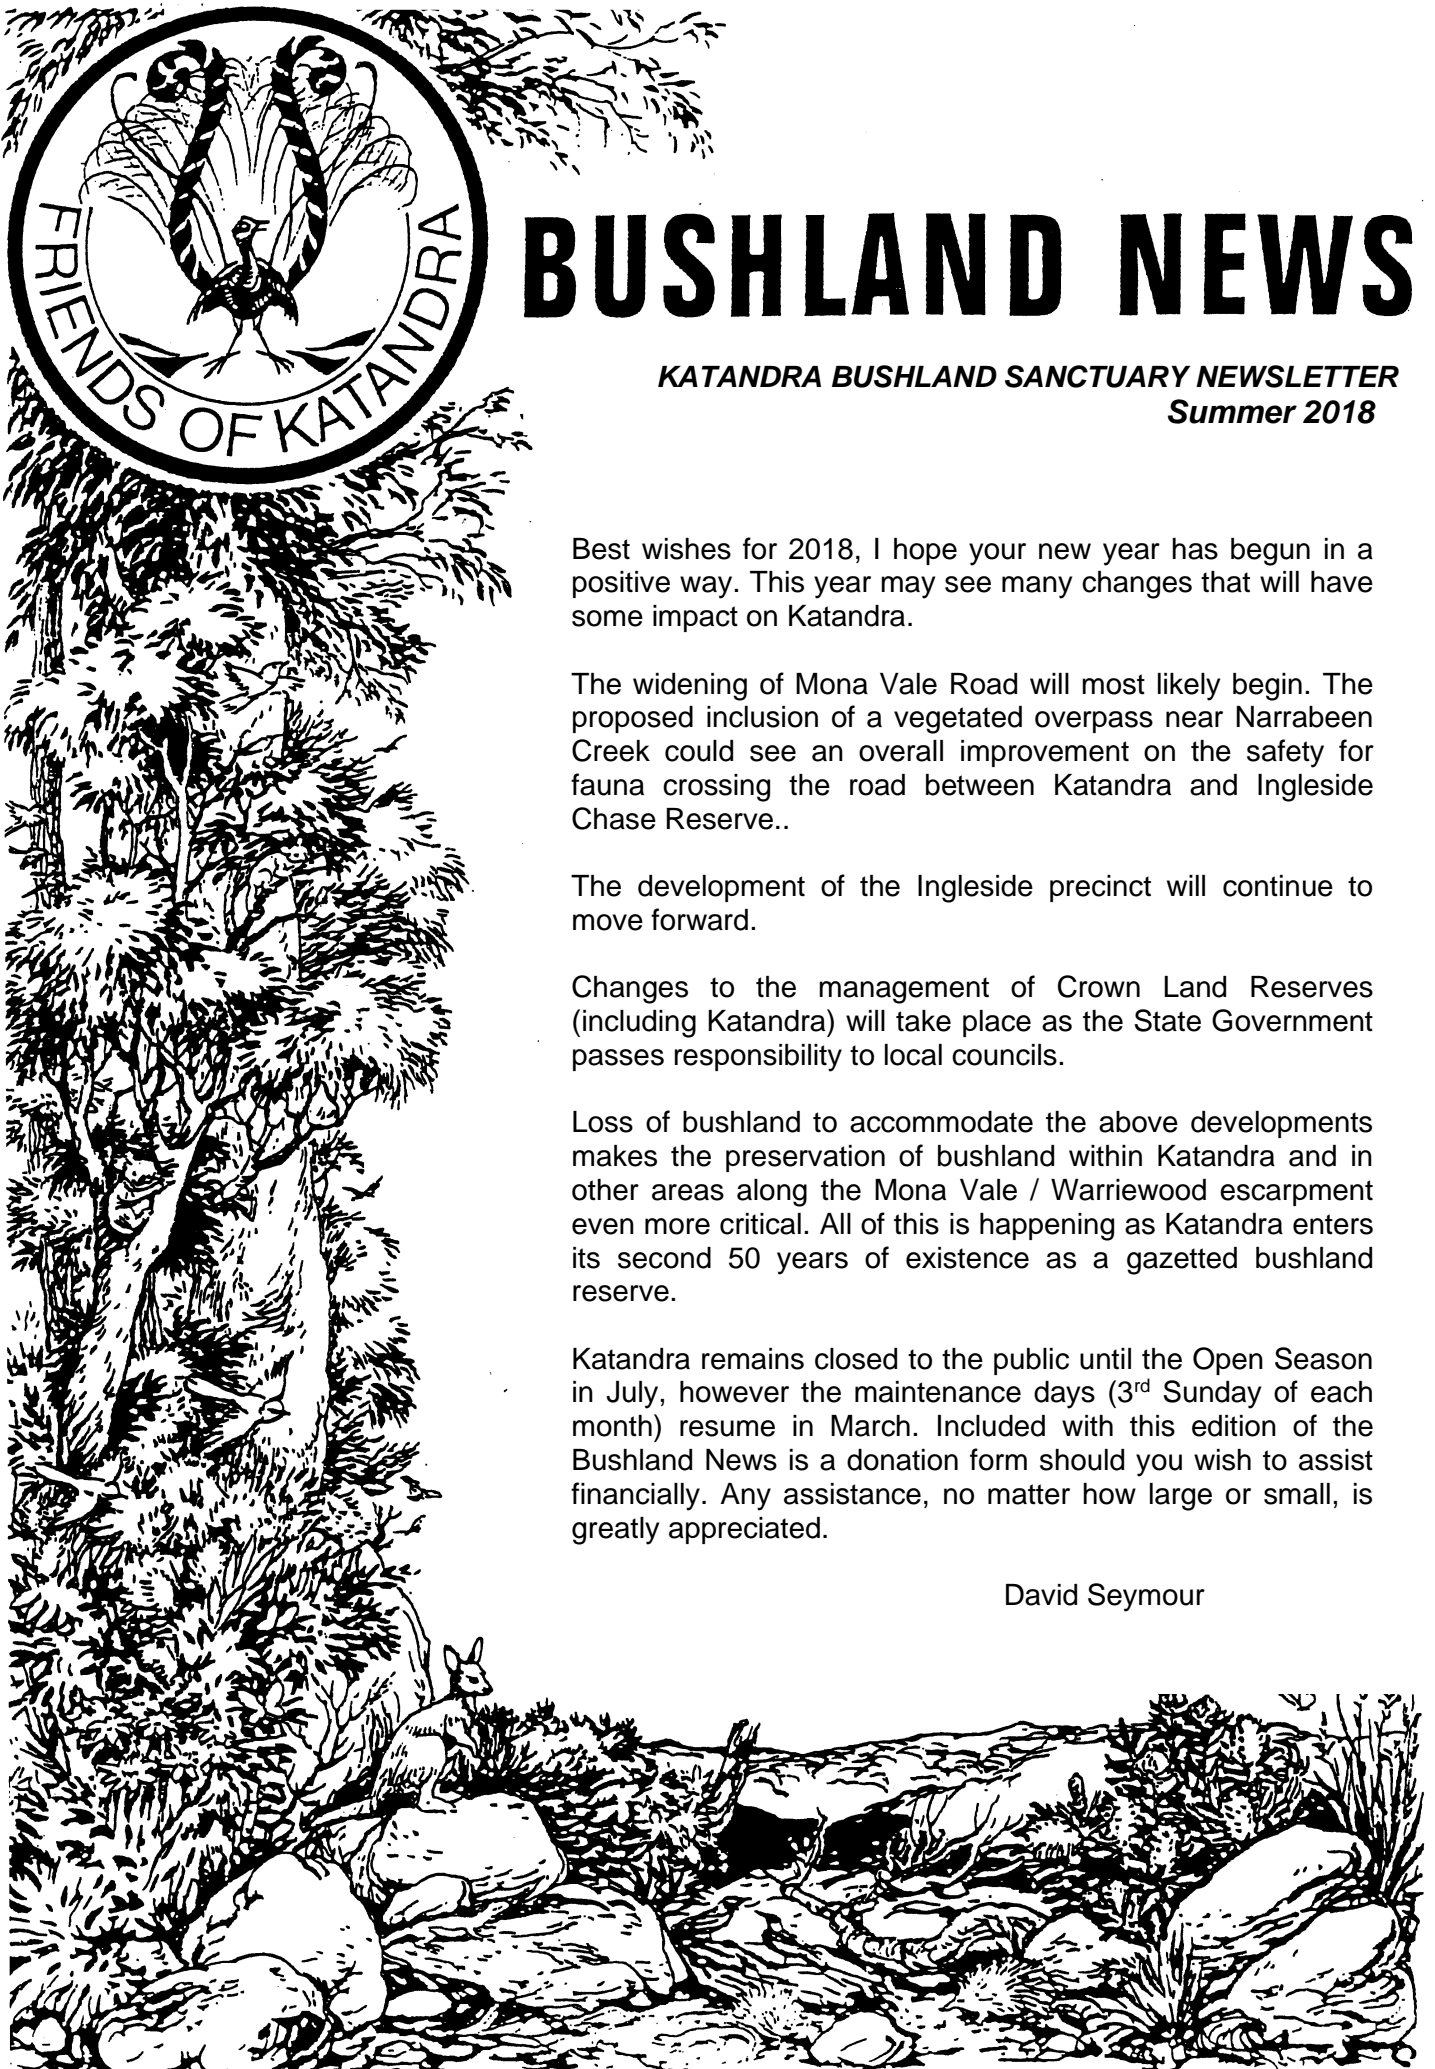 FRIENDS OF KATANDRA
BUSHLAND NEWS
KATANDRA BUSHLAND SANCTUARY NEWSLETTER
Summer 2018
Best wishes for 2018, I hope your new year has begun in a
positive way. This year may see many changes that will have
some impact on Katandra.
The widening of Mona Vale Road will most likely begin. The
proposed inclusion of a vegetated overpass near Narrabeen
Creek could see an overall improvement on the safety for
fauna crossing the road between Katandra and Ingleside
Chase Reserve..
The development of the Ingleside precinct will continue to
move forward.
Changes to the management of Crown Land Reserves
(including Katandra) will take place as the State Government
passes responsibility to local councils.
Loss of bushland to accommodate the above developments
makes the preservation of bushland within Katandra and in
other areas along the Mona Vale / Warriewood escarpment
even more critical. All of this is happening as Katandra enters
its second 50 years of existence as a gazetted bushland
reserve.
Katandra remains closed to the public until the Open Season
in July, however the maintenance days (3rd Sunday of each
month) resume in March. Included with this edition of the
Bushland News is a donation form should you wish to assist
financially. Any assistance, no matter how large or small, is
greatly appreciated.
David Seymour